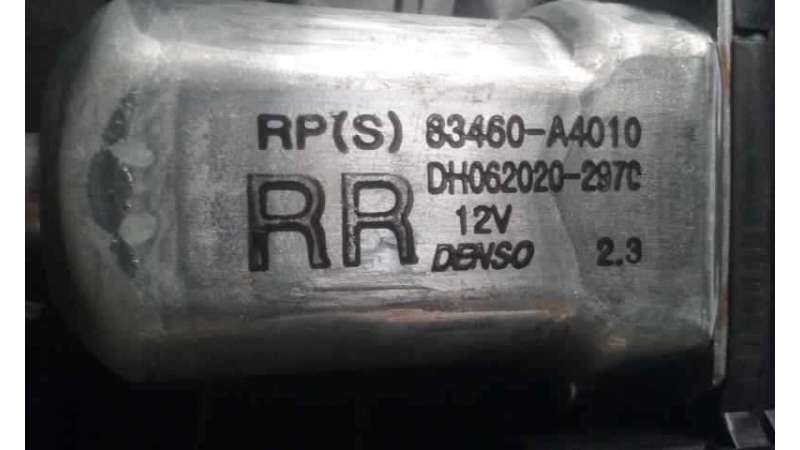 RP(S) 83460-A4010
RR DH062020-297C
12V
DENSO 2.3